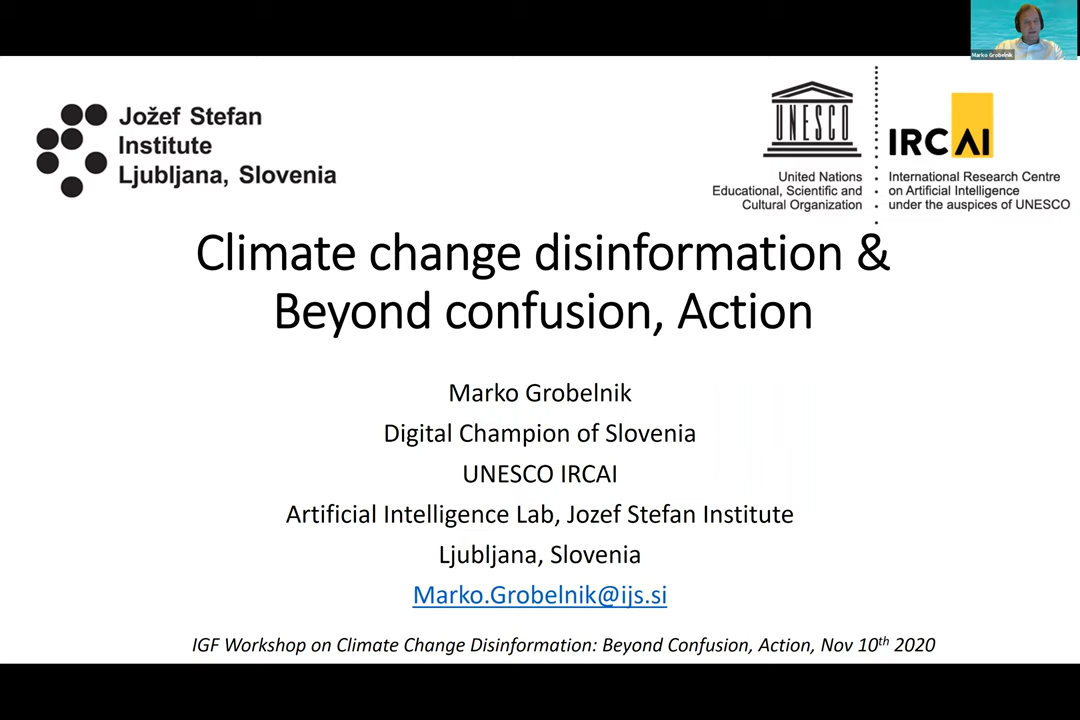 Marko Grobelnik
Jožef Stefan
Institute
Ljubljana, Slovenia
UNESCO
United Nations
Educational, Scientific and
Cultural Organization
IRCAI
International Research Centre
on Artificial Intelligence
under the auspices of UNESCO
Climate change disinformation &
Beyond confusion, Action
Marko Grobelnik
Digital Champion of Slovenia
UNESCO IRCAI
Artificial Intelligence Lab, Jozef Stefan Institute
Ljubljana, Slovenia
Marko.Grobelnik@ijs.si
IGF Workshop on Climate Change Disinformation: Beyond Confusion, Action, Nov 10th 2020